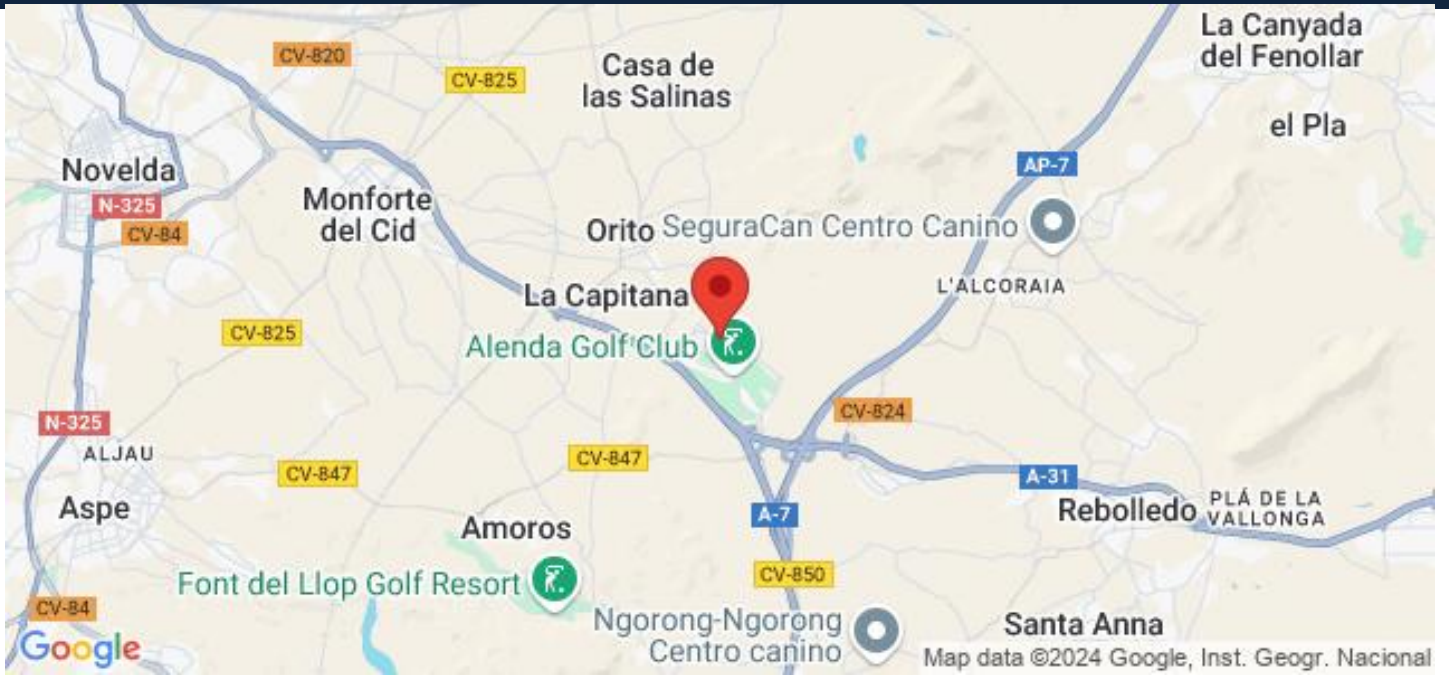 La Canyada
del Fenollar
CV-820
CV-825
Casa de
las Salinas
el Pla
AP-7
Novelda
N-325
CV-84
Monforte
del Cid
Orito
SeguraCan Centro Canino
La Capitana
L'ALCORAIA
CV-825
Alenda Golf Club
N-325
CV-824
ALJAU
CV-847
CV-847
A-31
Aspe
Amoros
A-7
Rebolledo
PLÁ DE LA
VALLONGA
Font del Llop Golf Resort
CV-850
CV-84
Ngorong-Ngorong
Centro canino
Santa Anna
Google
Map data ©2024 Google, Inst. Geogr. Nacional